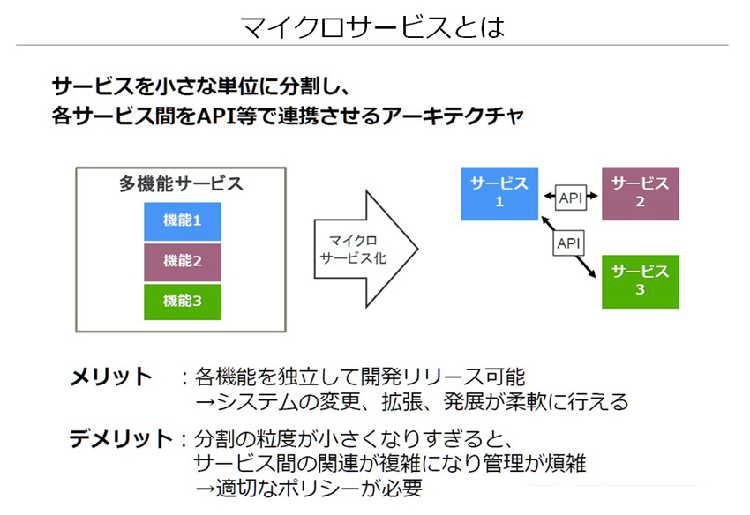 マイクロサービスとは
サービスを小さな単位に分割し、
各サービス間をAPI等で連携させるアーキテクチャ
多機能サービス
機能1
機能2
機能3
マイクロ
サービス化
サービス
1
API
サービス
2
API
サービス
3
メリット ：各機能を独立して開発リリース可能
→システムの変更、拡張、発展が柔軟に行える
デメリット：分割の粒度が小さくなりすぎると、
サービス間の関連が複雑になり管理が煩雑
→適切なポリシーが必要